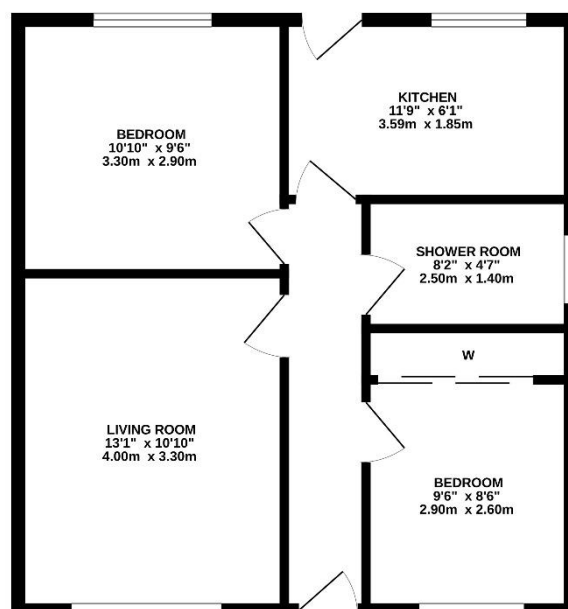 KITCHEN
11'9" x 6'1"
3.59m x 1.85m
BEDROOM
10'10" x 9'6"
3.30m x 2.90m
SHOWER ROOM
8'2" x 4'7"
2.50m x 1.40m
W
LIVING ROOM
13'1" x 10'10"
4.00m x 3.30m
BEDROOM
9'6" x 8'6"
2.90m x 2.60m